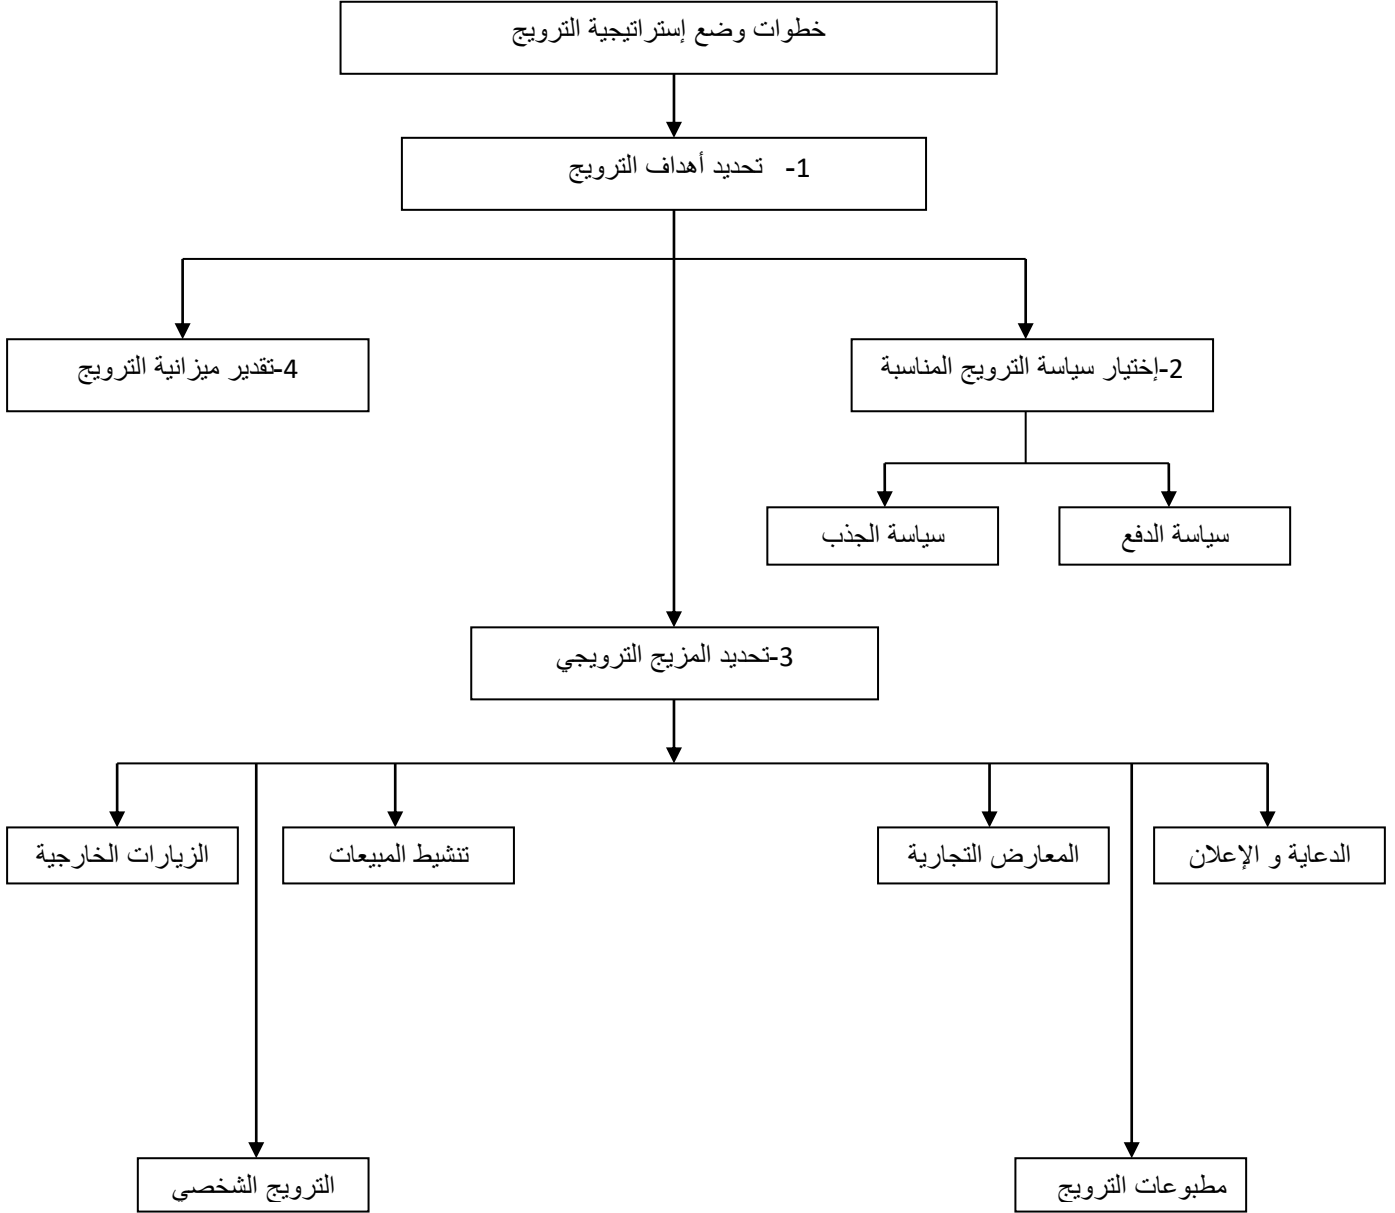 خطوات وضع إستراتيجية الترويج
1- تحديد أهداف الترويج
2-إختيار سياسة الترويج المناسبة
4-تقدير ميزانية الترويج
سياسة الدفع
سياسة الجذب
3-تحديد المزيج الترويجي
الدعاية و الإعلان
المعارض التجارية
تنشيط المبيعات
الزيارات الخارجية
مطبوعات الترويج
الترويج الشخصي